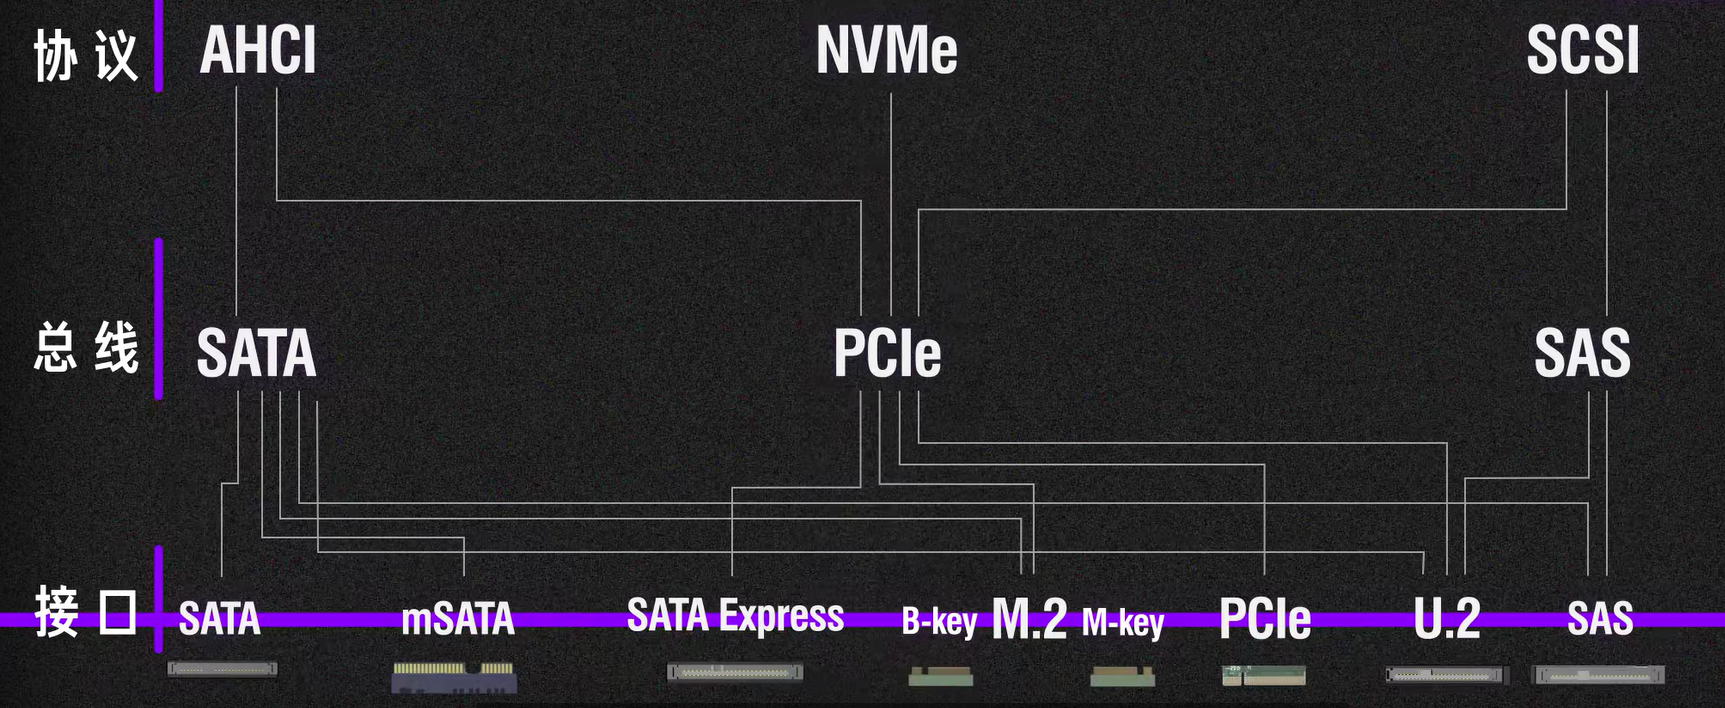 协议 AHCI NVMe SCSI
总线 SATA PCIe SAS
接口 SATA mSATA SATA Express B-key M.2 M-key PCIe U.2 SAS